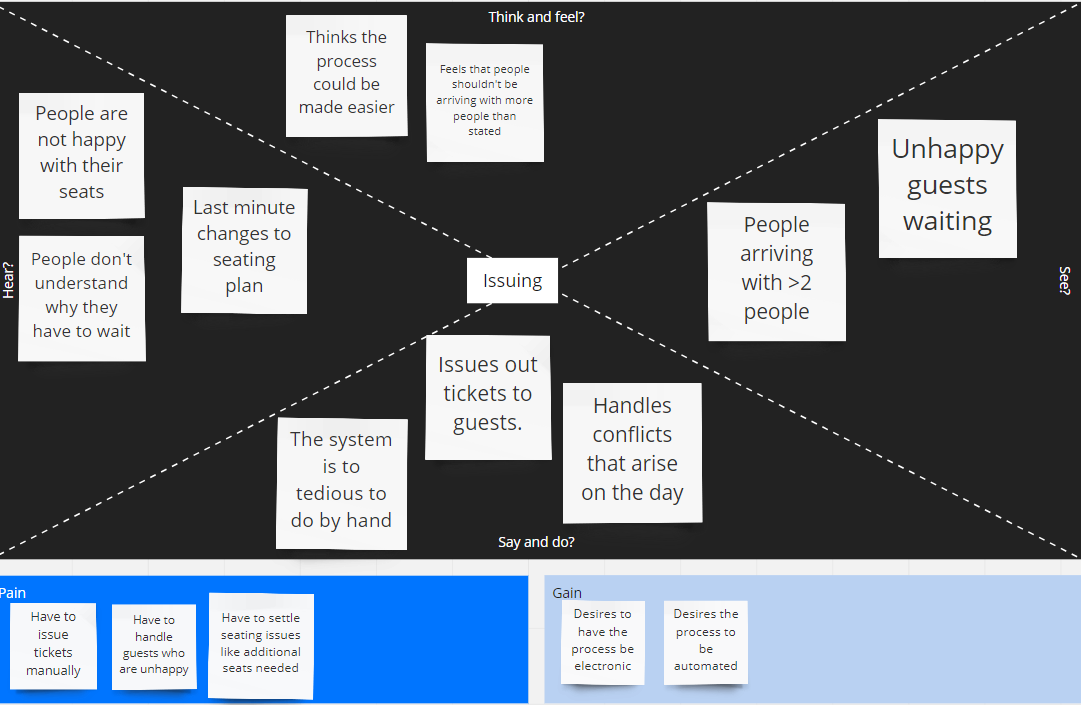 Think and feel?
Thinks the
process
could be
made easier
Feels that people
shouldn't be
arriving with more
people than
stated
Hear?
People are
not happy
with their
seats
Last minute
changes to
seating
plan
People don't
understand
why they
have to wait
Issuing
See?
Unhappy
guests
waiting
People
arriving
with >2
people
Issues out
tickets to
guests.
Handles
conflicts
that arise
on the day
The system
is to
tedious to
do by hand
Say and do?
Pain
Have to
issue
tickets
manually
Have to
handle
guests who
are unhappy
Have to settle
seating issues
like additional
seats needed
Gain
Desires to
have the
process be
electronic
Desires the
process to
be
automated